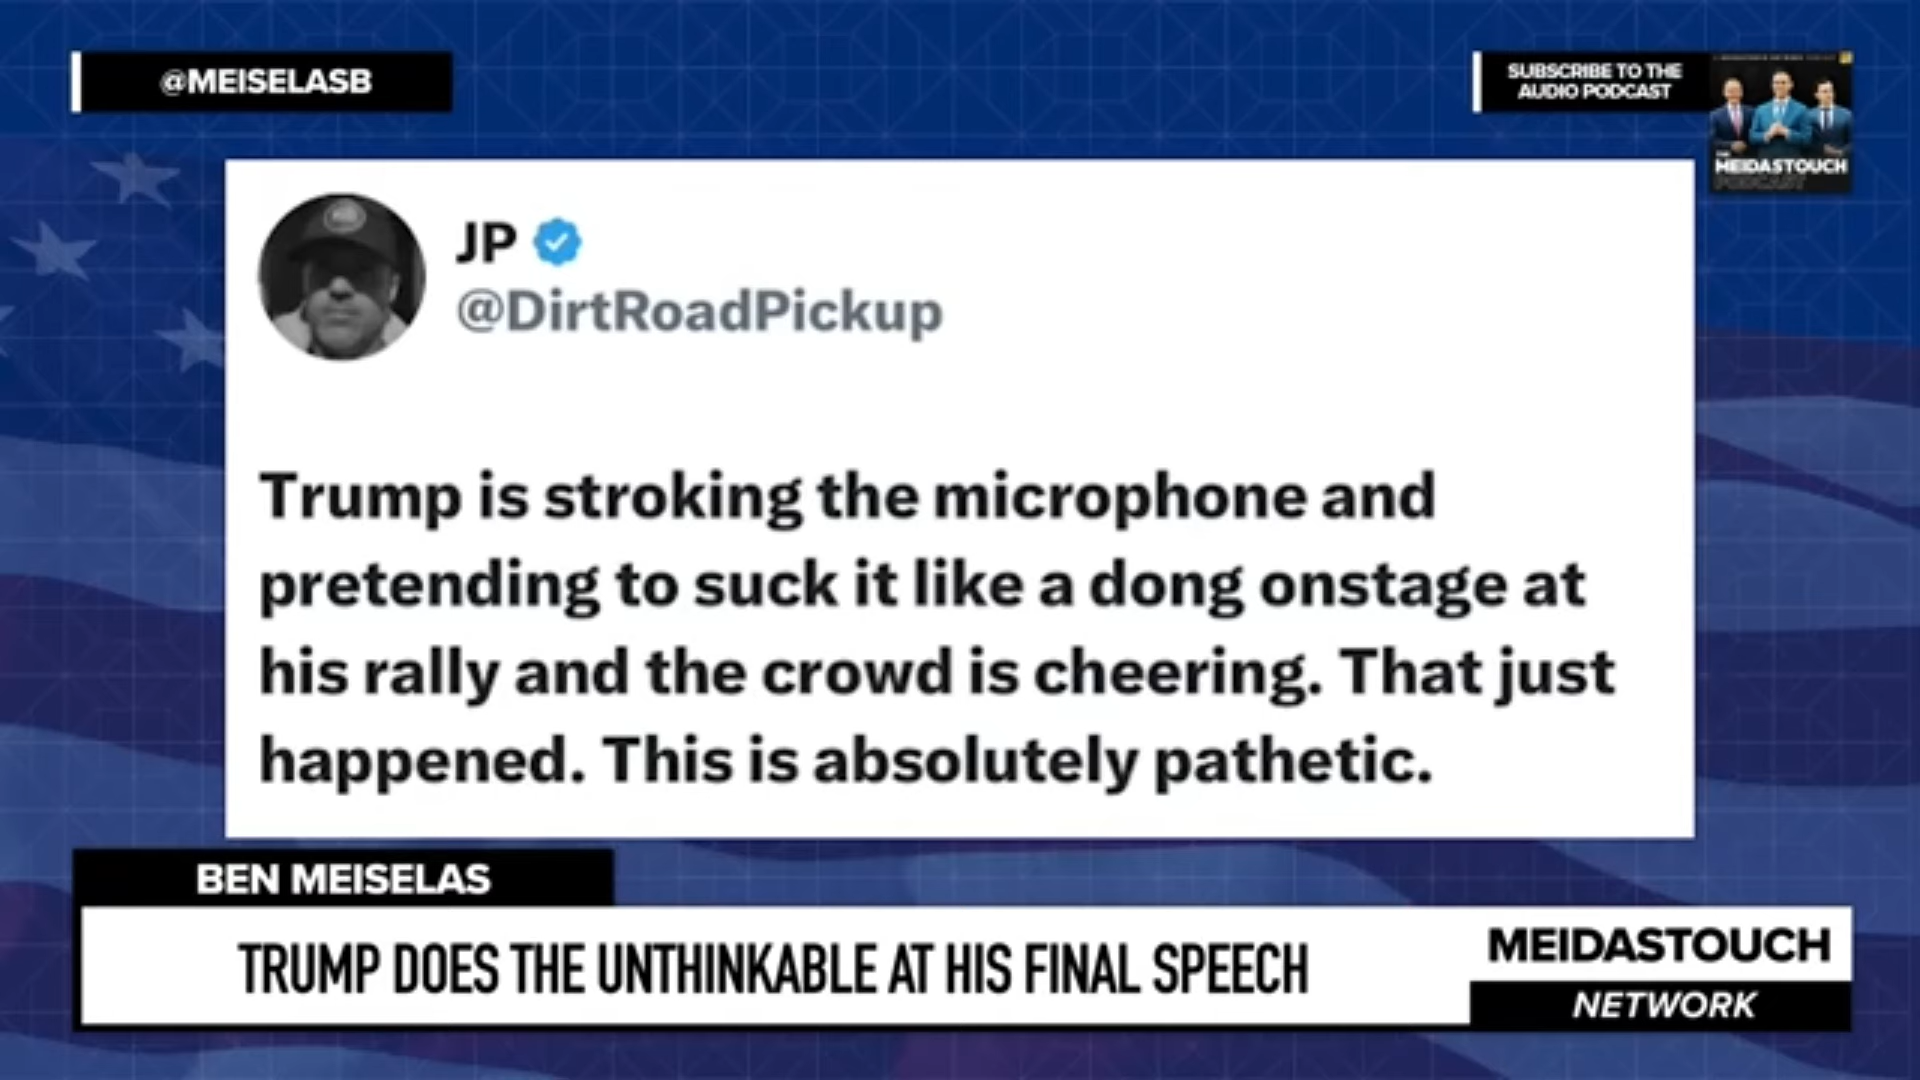 @MEISELASB
SUBSCRIBE TO THE
AUDIO PODCAST
THE
MEIDASTOUCH
PODCAST
JP
@DirtRoadPickup
Trump is stroking the microphone and
pretending to suck it like a dong onstage at
his rally and the crowd is cheering. That just
happened. This is absolutely pathetic.
BEN MEISELAS
TRUMP DOES THE UNTHINKABLE AT HIS FINAL SPEECH
MEIDASTOUCH
NETWORK